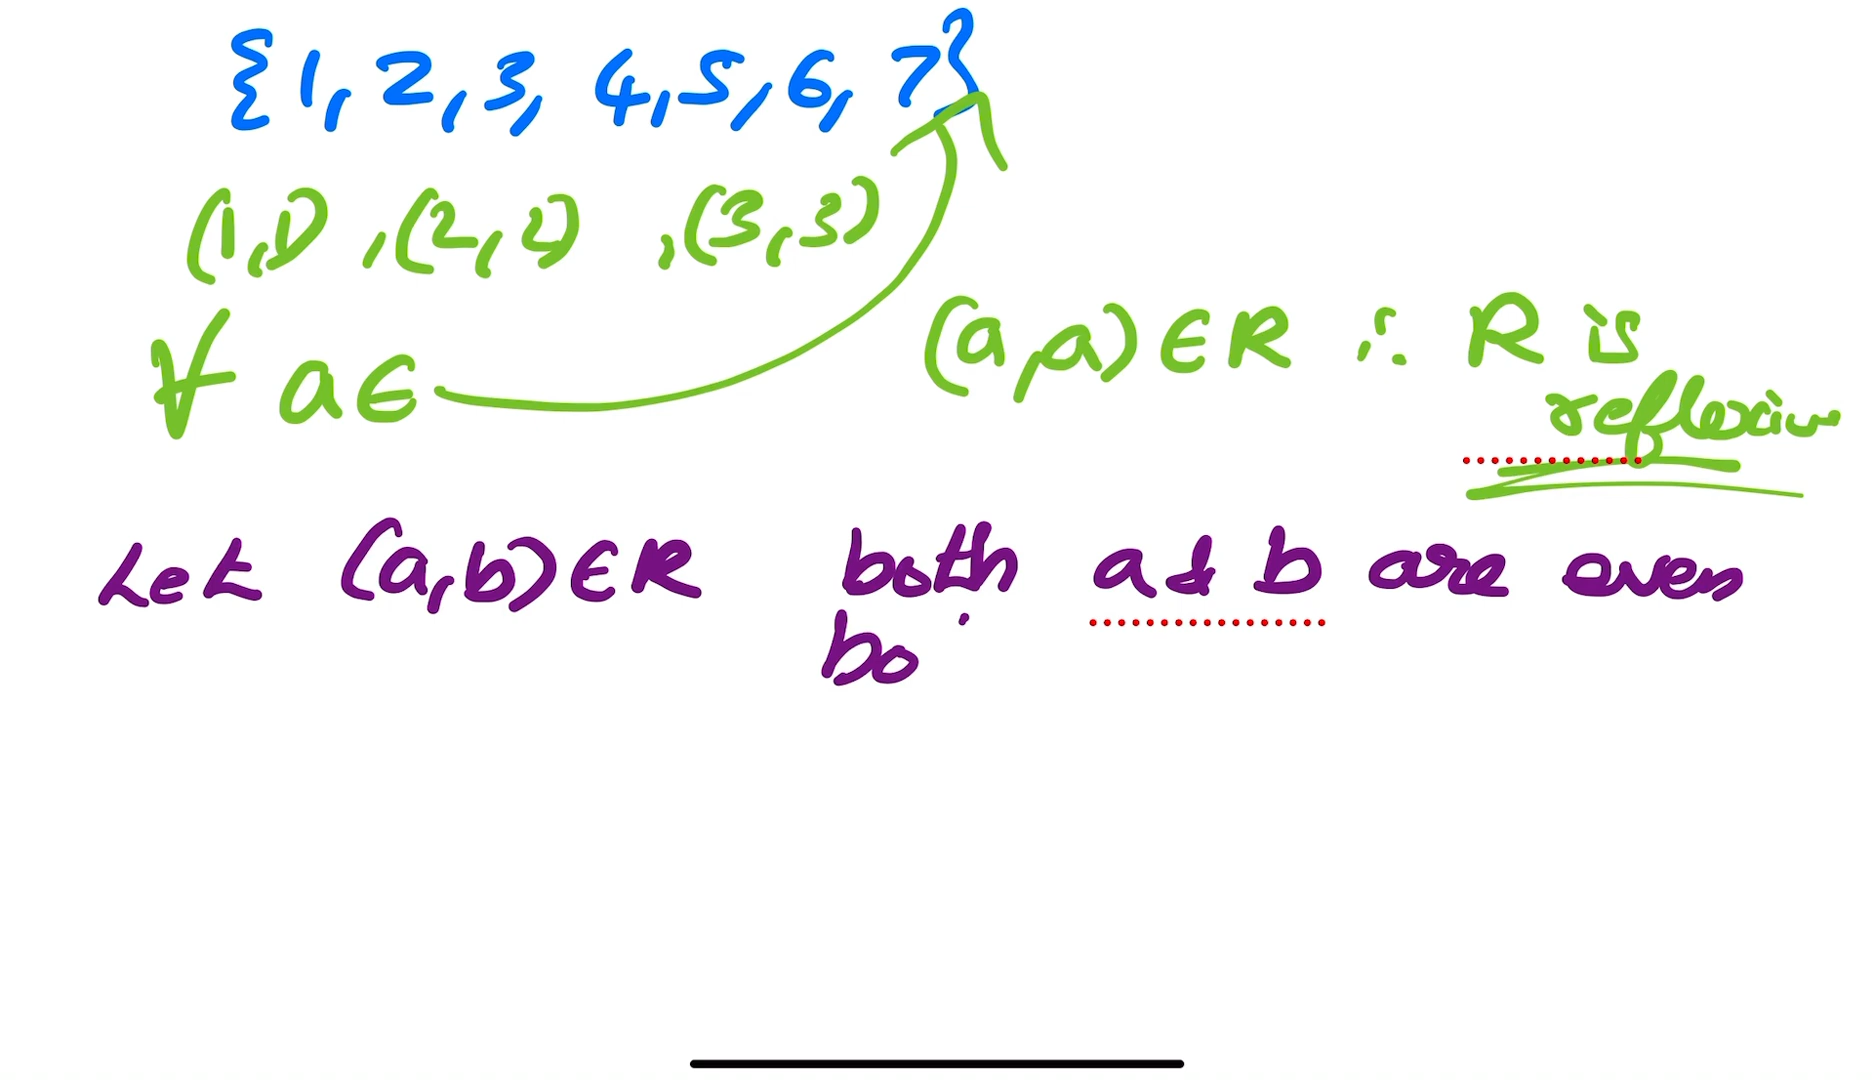 {1, 2, 3, 4, 5, 6, 7}
(1,1), (2,2), (3,3)
∀ a ∈ (a,a) ∈ R ∴ R is
reflexive
Let (a,b) ∈ R both a & b are even
bo